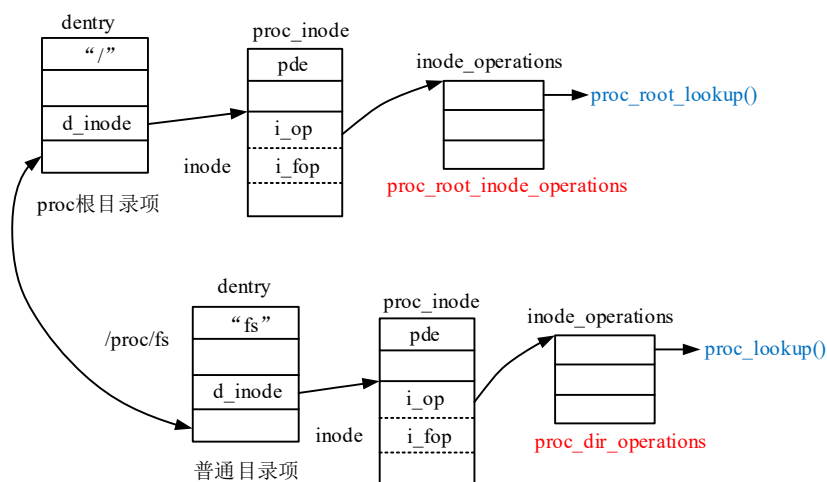 dentry
“/”
d_inode
proc根目录项
proc_inode
pde
i_op
i_fop
inode
inode_operations
proc_root_lookup()
proc_root_inode_operations
/proc/fs
dentry
“fs”
d_inode
普通目录项
proc_inode
pde
i_op
i_fop
inode
inode_operations
proc_lookup()
proc_dir_operations